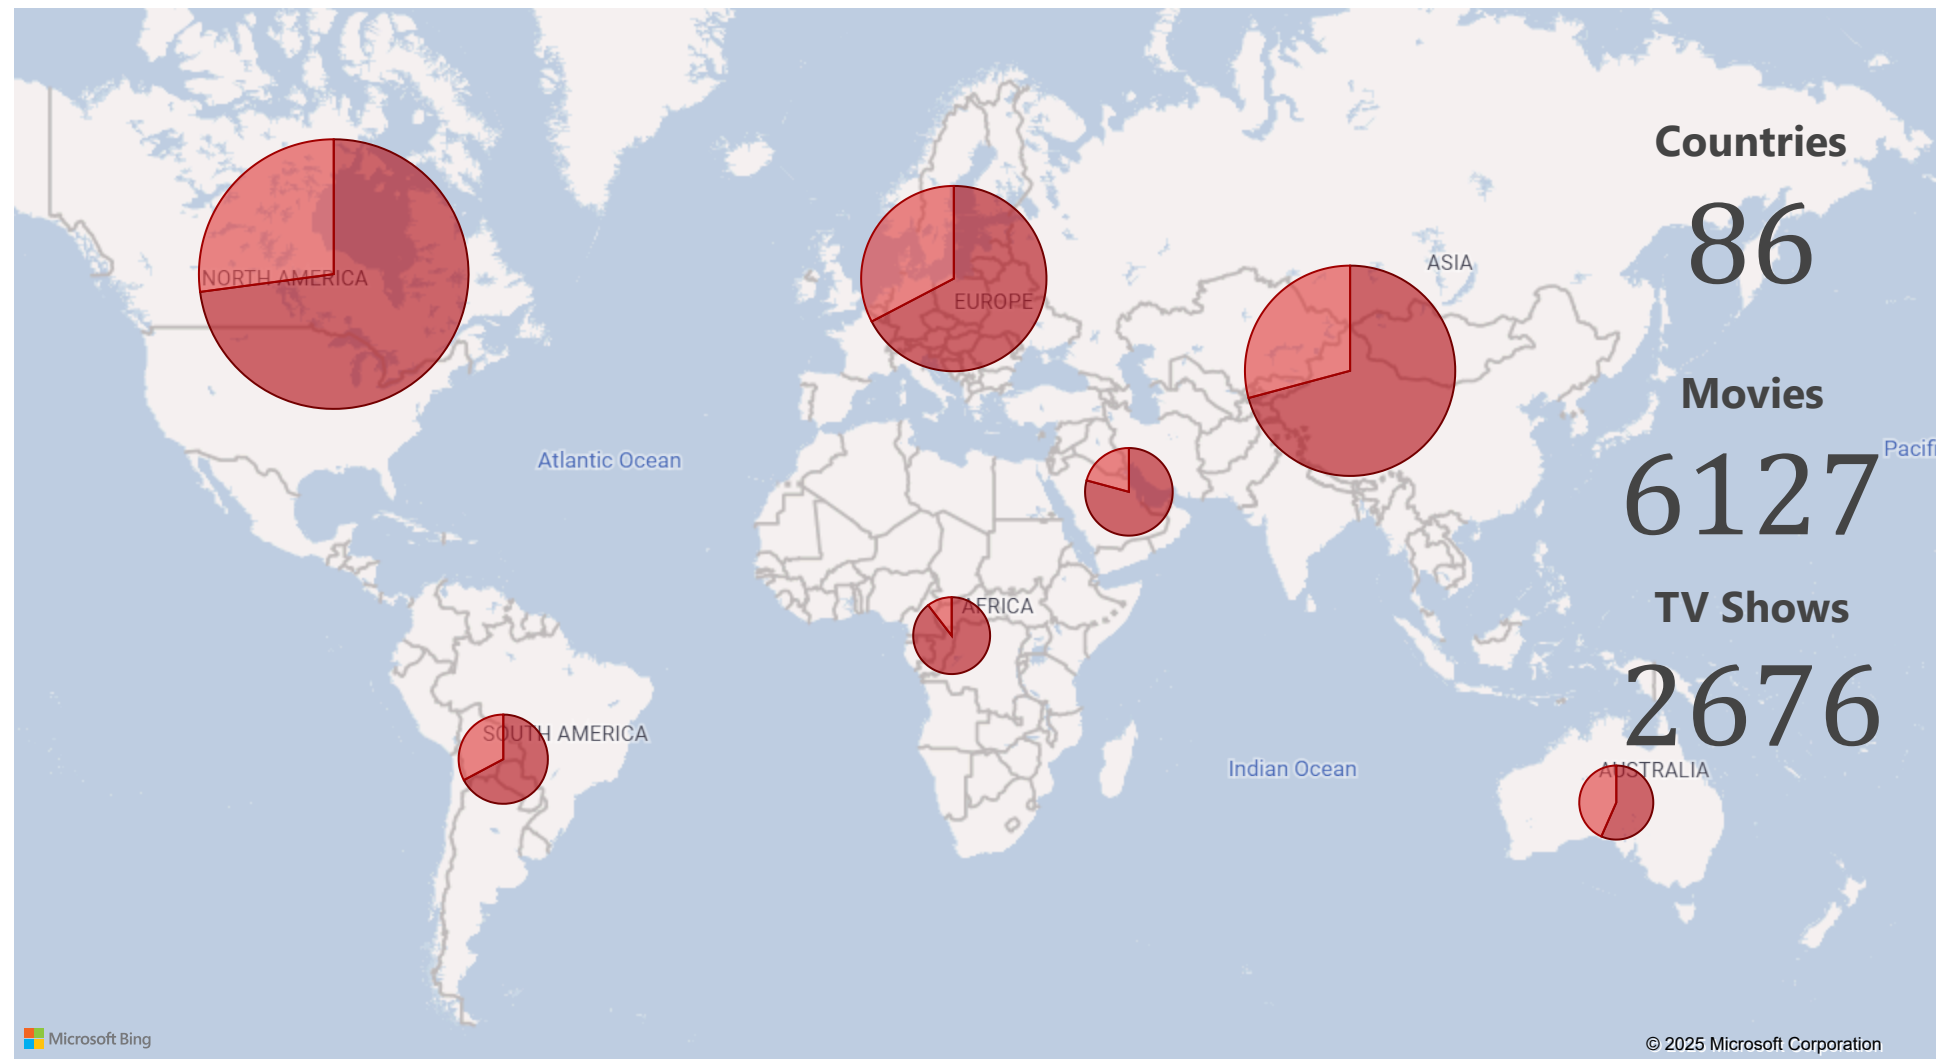 Countries
86
ASIA
NORTH AMERICA
EUROPE
Movies
Atlantic Ocean
Pacifi
6127
AFRICA
TV Shows
2676
SOUTH AMERICA
Indian Ocean
AUSTRALIA
Microsoft Bing
© 2025 Microsoft Corporation